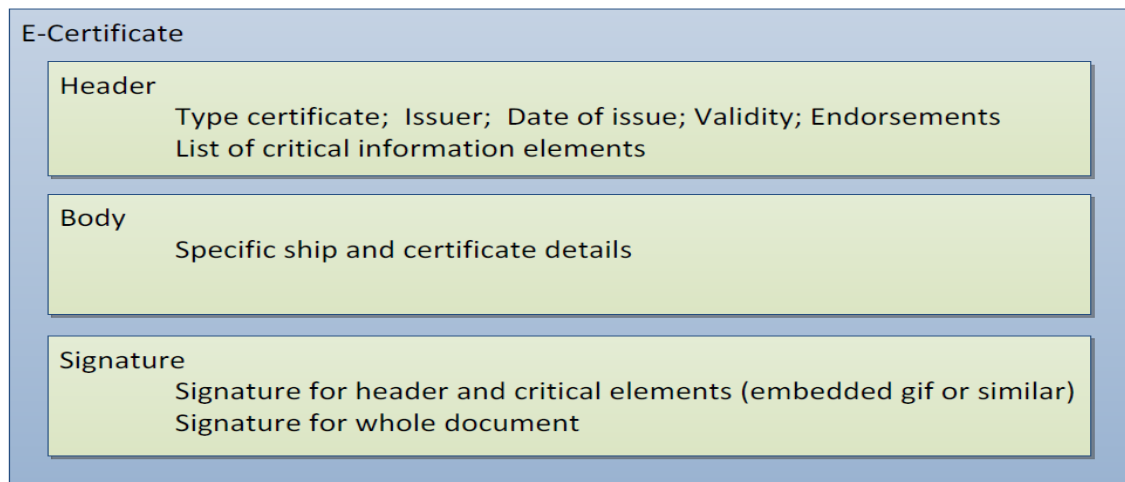 E-Certificate
Header
Type certificate; Issuer; Date of issue; Validity; Endorsements
List of critical information elements
Body
Specific ship and certificate details
Signature
Signature for header and critical elements (embedded gif or similar)
Signature for whole document